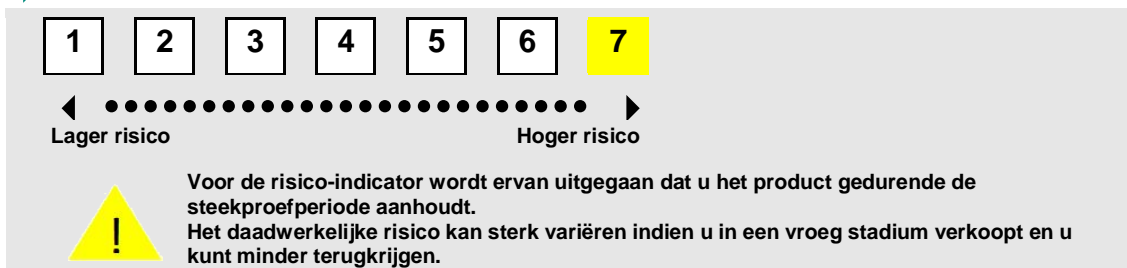 1 2 3 4 5 6 7
Lager risico Hoger risico
Voor de risico-indicator wordt ervan uitgegaan dat u het product gedurende de
steekproefperiode aanhoudt.
!
Het daadwerkelijke risico kan sterk variëren indien u in een vroeg stadium verkoopt en u
kunt minder terugkrijgen.